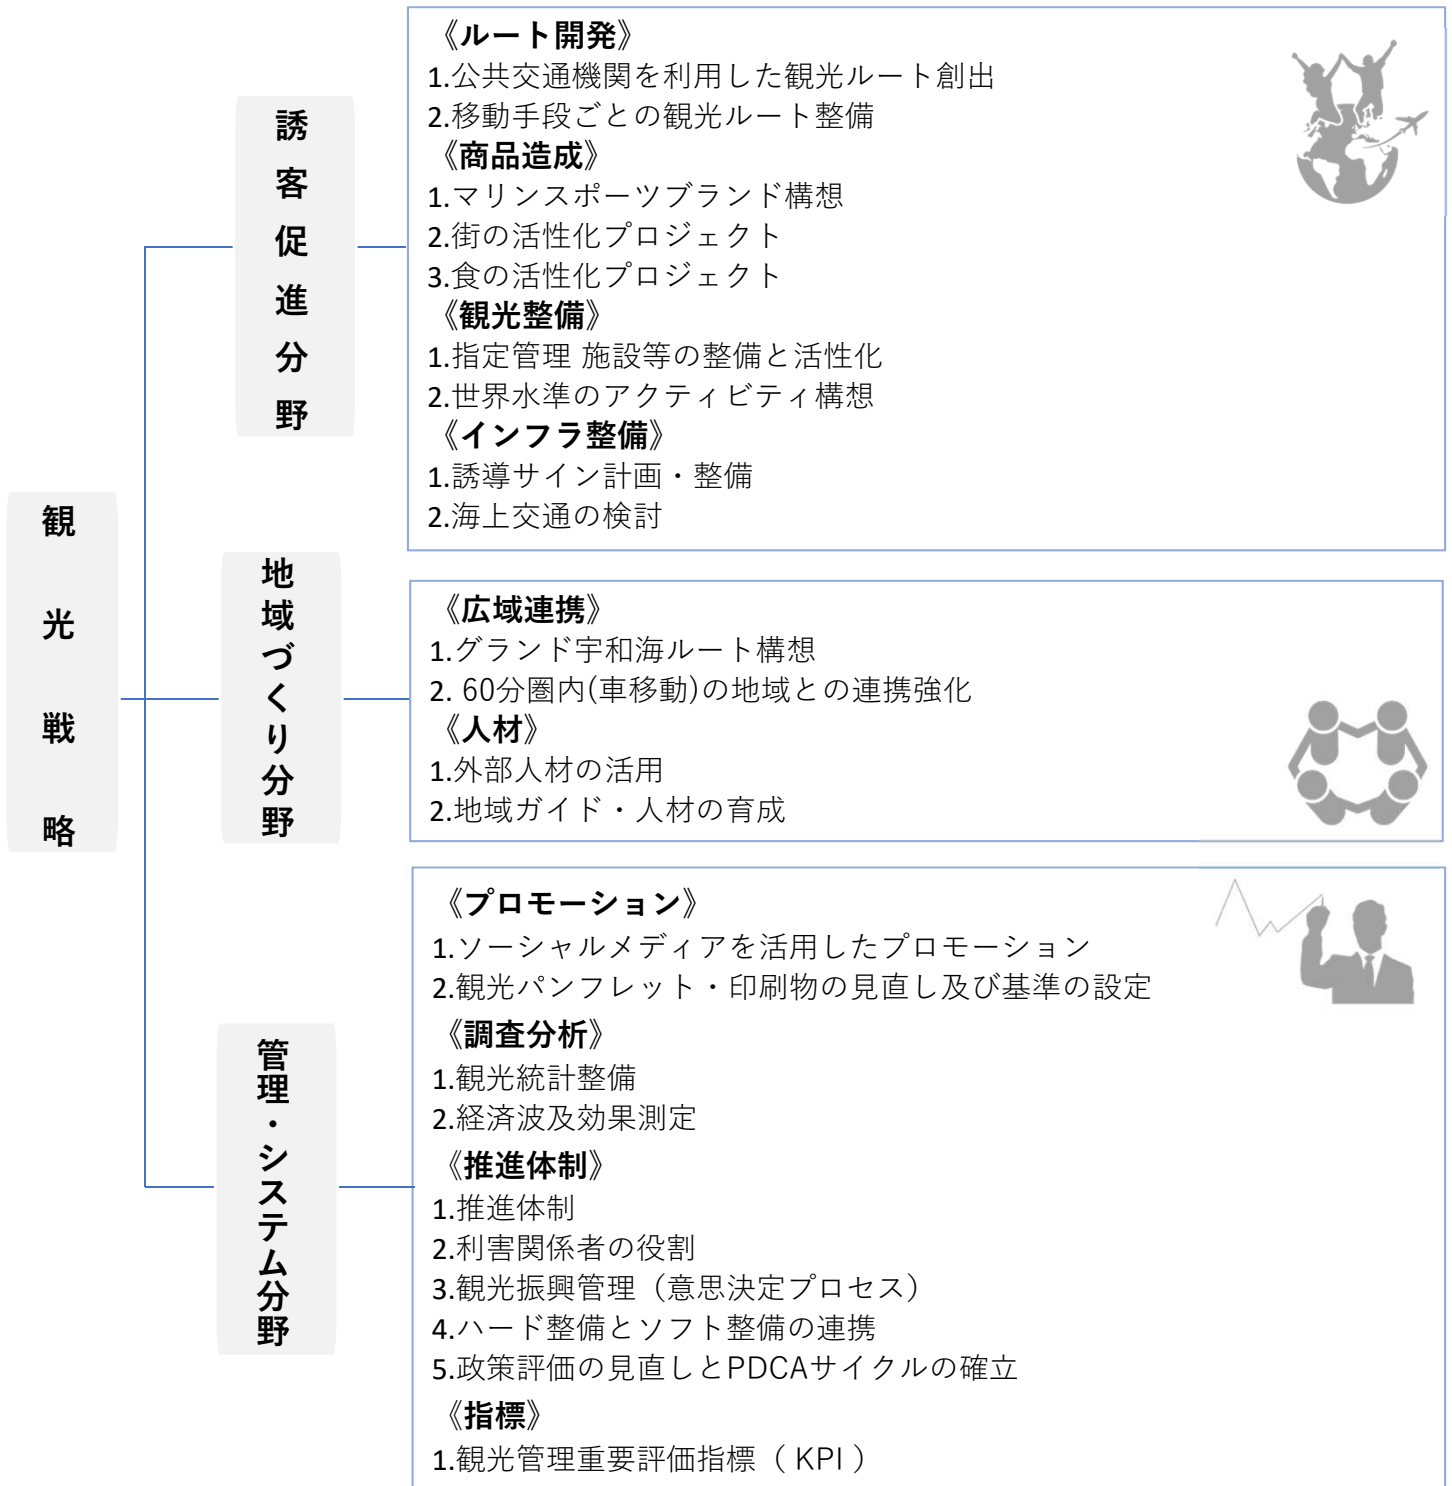 観光戦略
誘客促進分野
《ルート開発》
1.公共交通機関を利用した観光ルート創出
2.移動手段ごとの観光ルート整備
《商品造成》
1.マリンスポーツブランド構想
2.街の活性化プロジェクト
3.食の活性化プロジェクト
《観光整備》
1.指定管理 施設等の整備と活性化
2.世界水準のアクティビティ構想
《インフラ整備》
1.誘導サイン計画・整備
2.海上交通の検討
地域づくり分野
《広域連携》
1.グランド宇和海ルート構想
2. 60分圏内(車移動)の地域との連携強化
《人材》
1.外部人材の活用
2.地域ガイド・人材の育成
管理・システム分野
《プロモーション》
1.ソーシャルメディアを活用したプロモーション
2.観光パンフレット・印刷物の見直し及び基準の設定
《調査分析》
1.観光統計整備
2.経済波及効果測定
《推進体制》
1.推進体制
2.利害関係者の役割
3.観光振興管理（意思決定プロセス）
4.ハード整備とソフト整備の連携
5.政策評価の見直しとPDCAサイクルの確立
《指標》
1.観光管理重要評価指標（ KPI ）